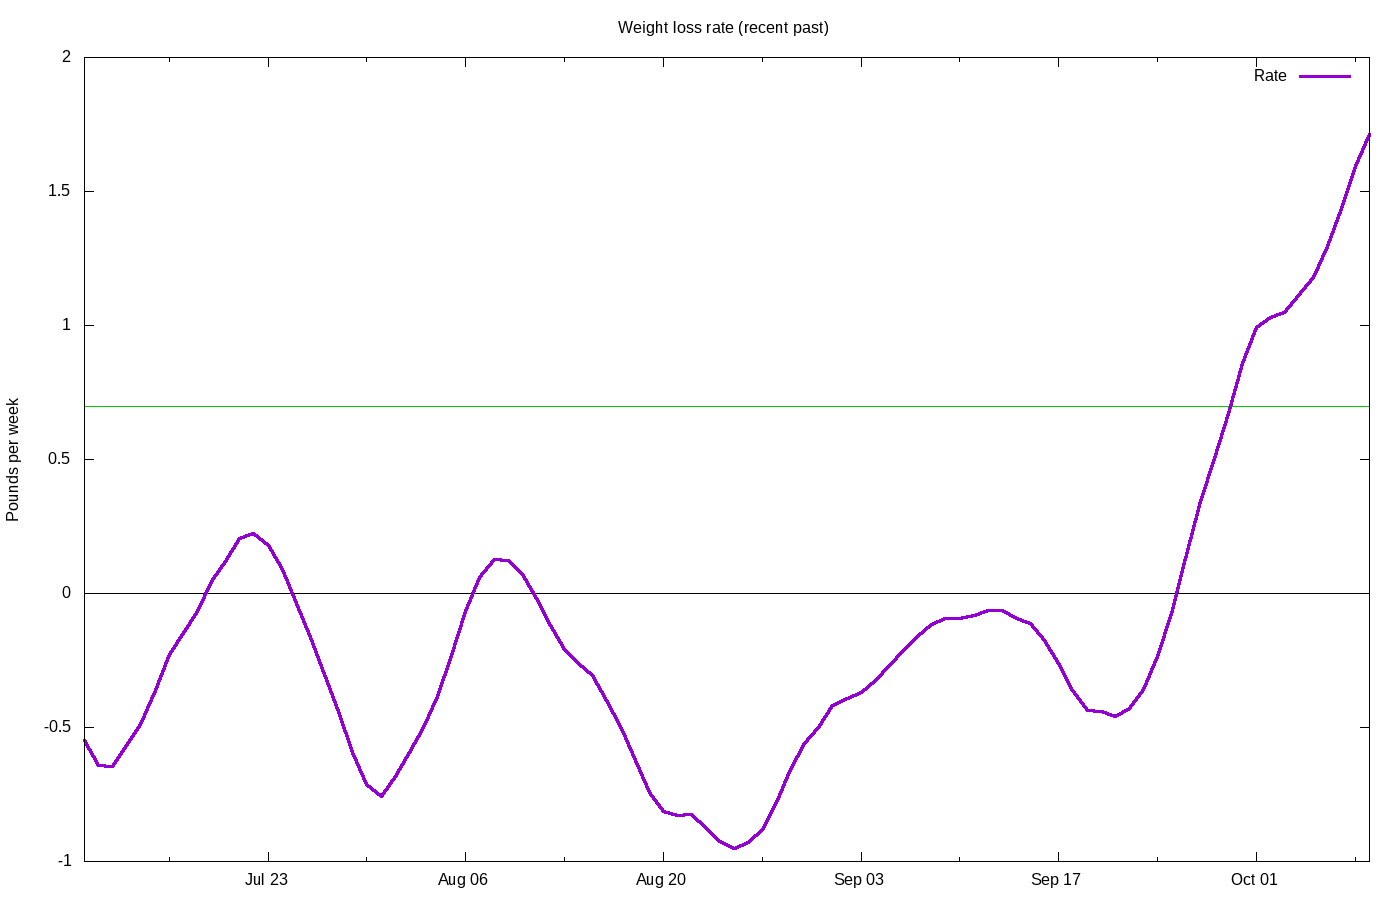 Weight loss rate (recent past)
2
Rate
1.5
1
0.5
0
-0.5
-1
Pounds per week
Jul 23
Aug 06
Aug 20
Sep 03
Sep 17
Oct 01